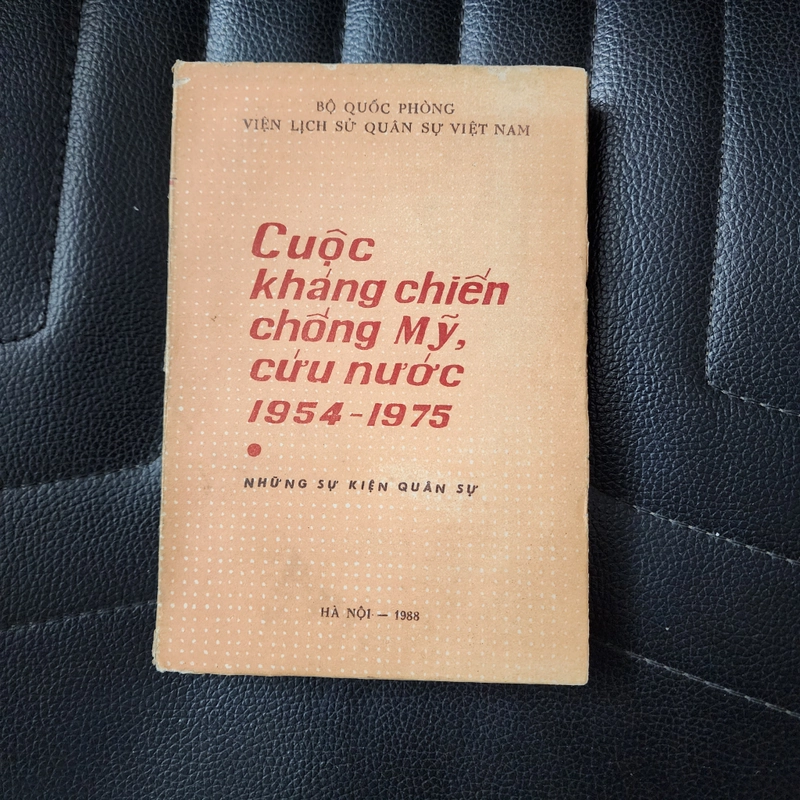 BỘ QUỐC PHÒNG
VIỆN LỊCH SỬ QUÂN SỰ VIỆT NAM
Cuộc
kháng chiến
chống Mỹ,
cứu nước
1954-1975
NHỮNG SỰ KIỆN QUÂN SỰ
HÀ NỘI — 1988